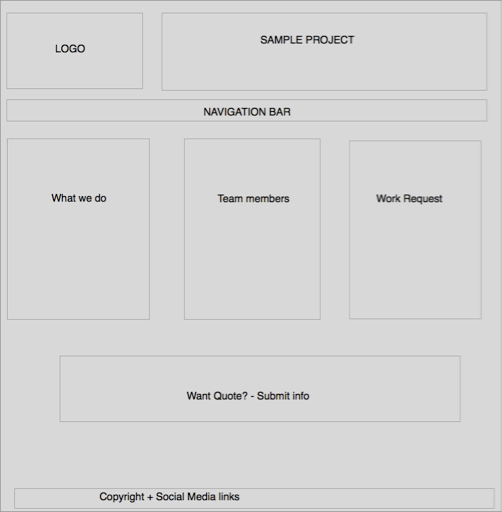 LOGO
SAMPLE PROJECT
NAVIGATION BAR
What we do
Team members
Work Request
Want Quote? - Submit info
Copyright + Social Media links